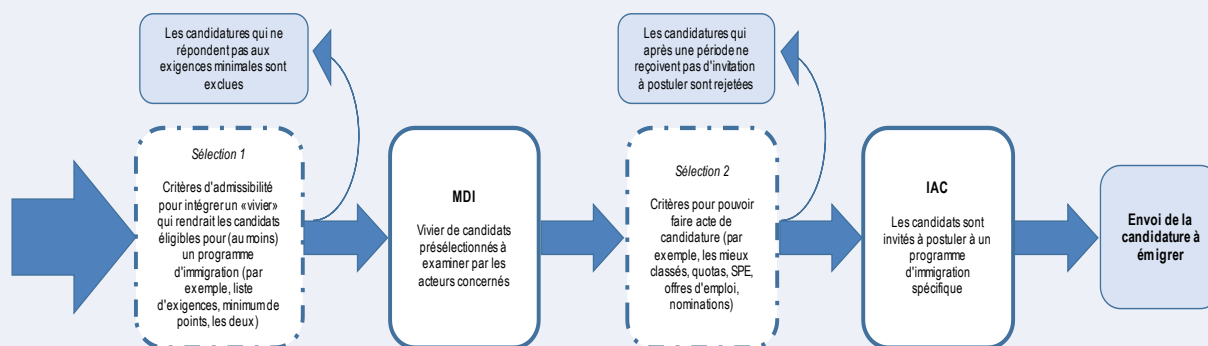 Les candidatures qui ne
répondent pas aux
exigences minimales sont
exclues
Les candidatures qui
après une période ne
reçoivent pas d'invitation
à postuler sont rejetées
Sélection 1
Critères d'admissibilité
pour intégrer un «vivier»
qui rendrait les candidats
éligibles pour (au moins)
un programme
d'immigration (par
exemple, liste
d'exigences, minimum de
points, les deux)
MDI
Vivier de candidats
présélectionnés à
examiner par les
acteurs concernés
Sélection 2
Critères pour pouvoir
faire acte de
candidature (par
exemple, les mieux
classés, quotas, SPE,
offres d'emploi,
nominations)
IAC
Les candidats sont
invités à postuler à un
programme
d'immigration
spécifique
Envoi de la
candidature à
émigrer